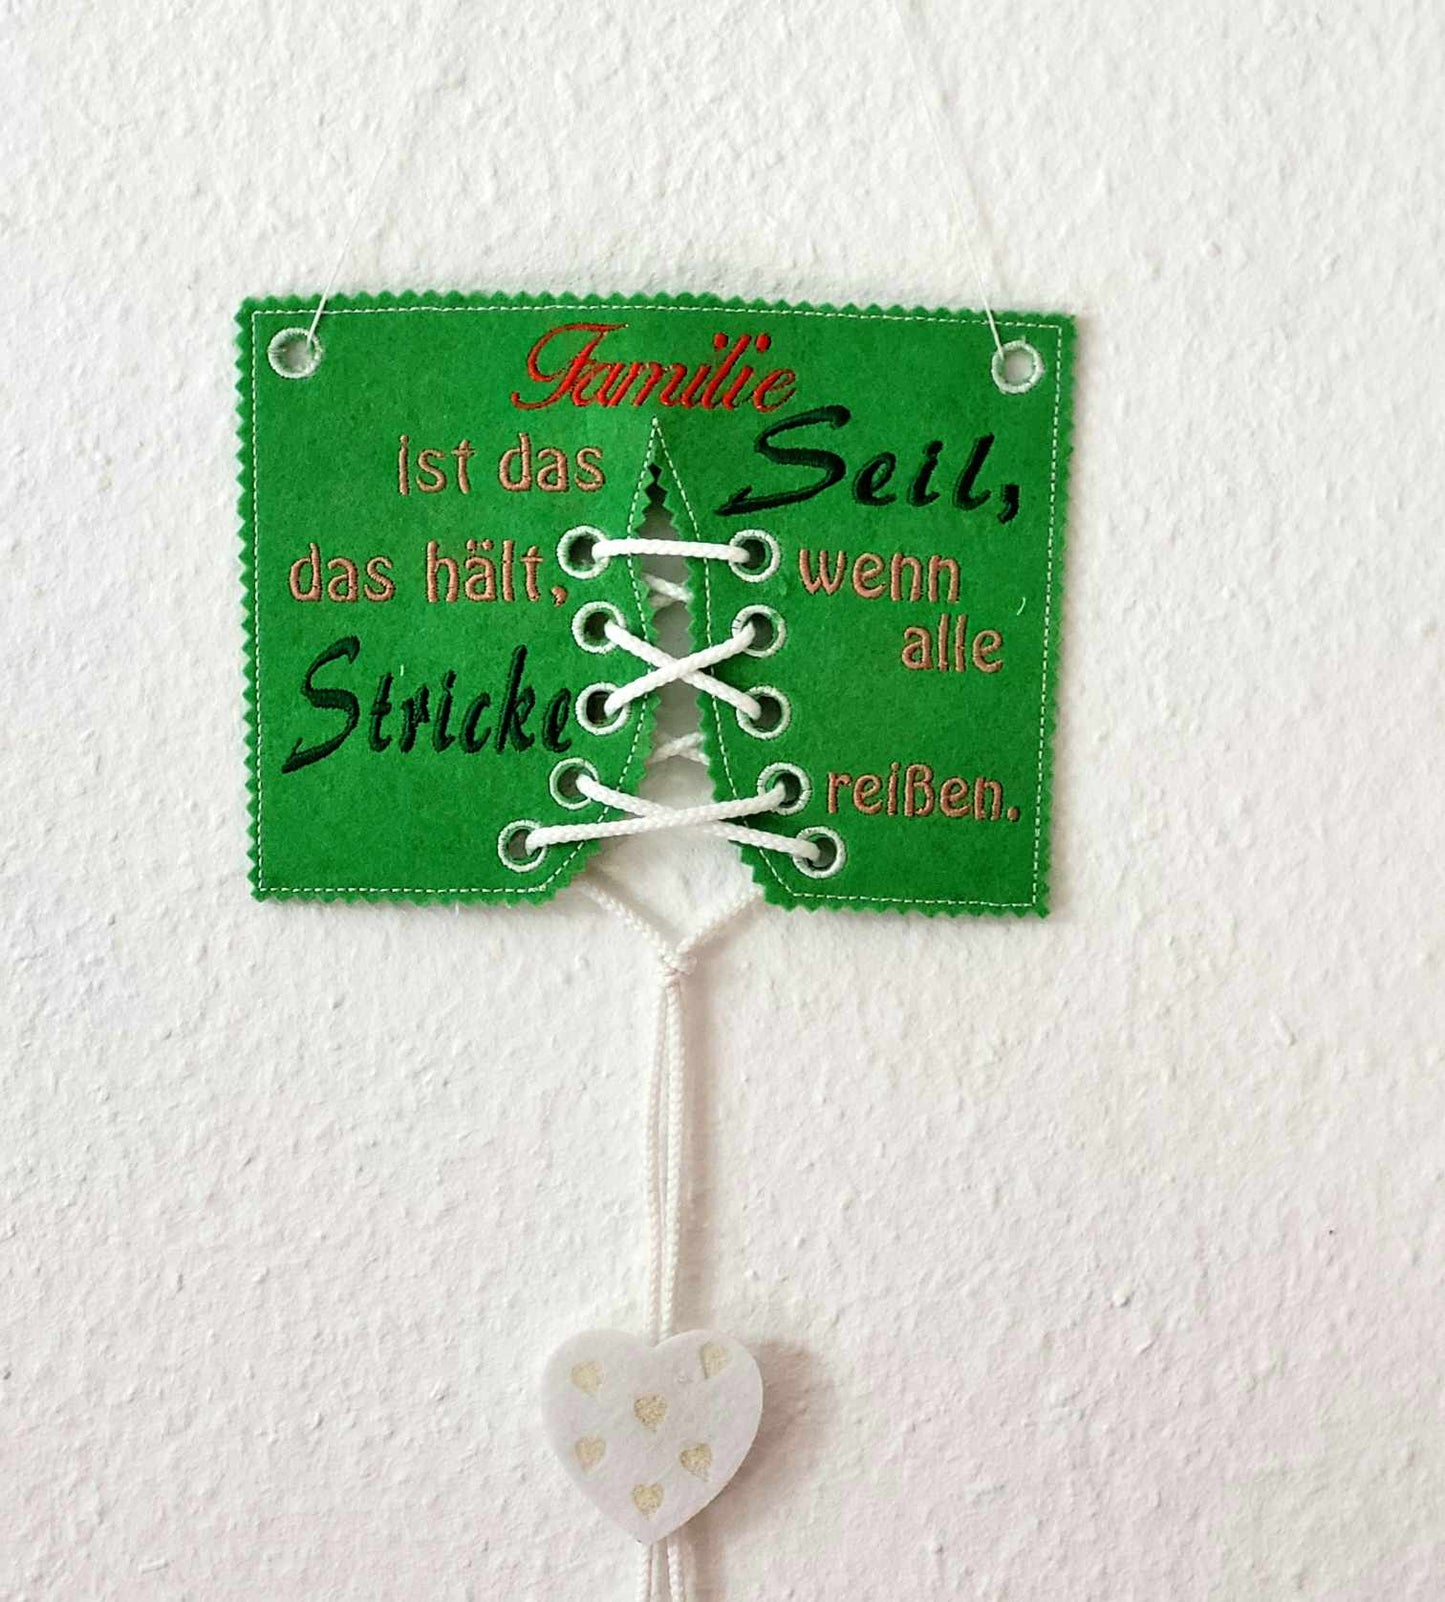 Familie
ist das Seil,
das hält, wenn
alle
Stricke
reißen.